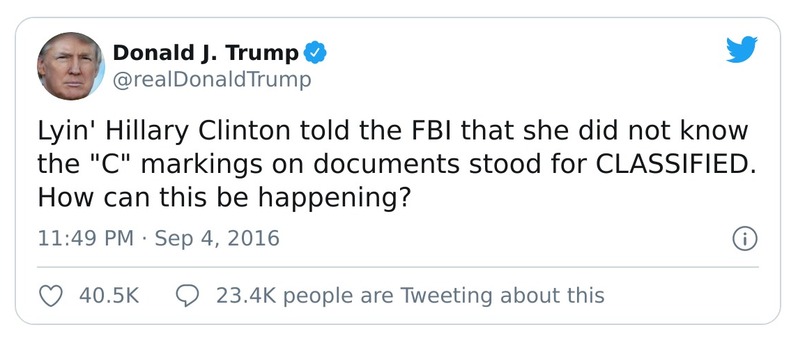 Donald J. Trump
@realDonaldTrump
Lyin' Hillary Clinton told the FBI that she did not know
the "C" markings on documents stood for CLASSIFIED.
How can this be happening?
11:49 PM · Sep 4, 2016
40.5K 23.4K people are Tweeting about this